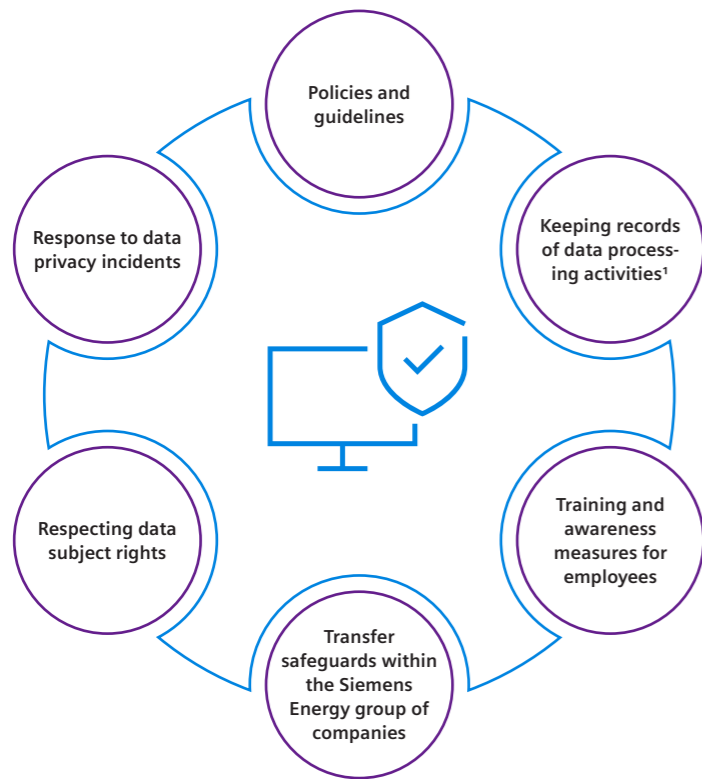 Policies and
guidelines
Keeping records
of data process-
ing activities¹
Training and
awareness
measures for
employees
Transfer
safeguards within
the Siemens
Energy group of
companies
Respecting data
subject rights
Response to data
privacy incidents